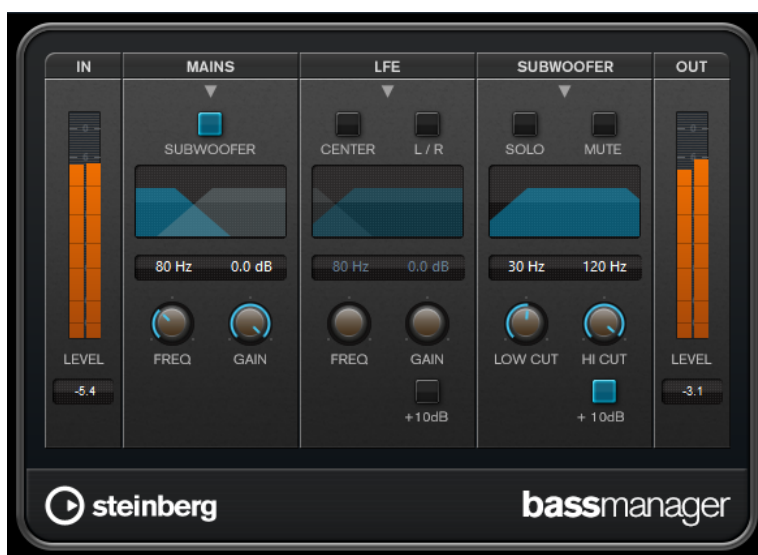 IN MAINS LFE SUBWOOFER OUT
SUBWOOFER CENTER L / R SOLO MUTE
80 Hz 0.0 dB 80 Hz 0.0 dB 30 Hz 120 Hz
LEVEL FREQ GAIN FREQ GAIN LOW CUT HI CUT LEVEL
-5.4 -3.1
+10dB + 10dB
steinberg bassmanager